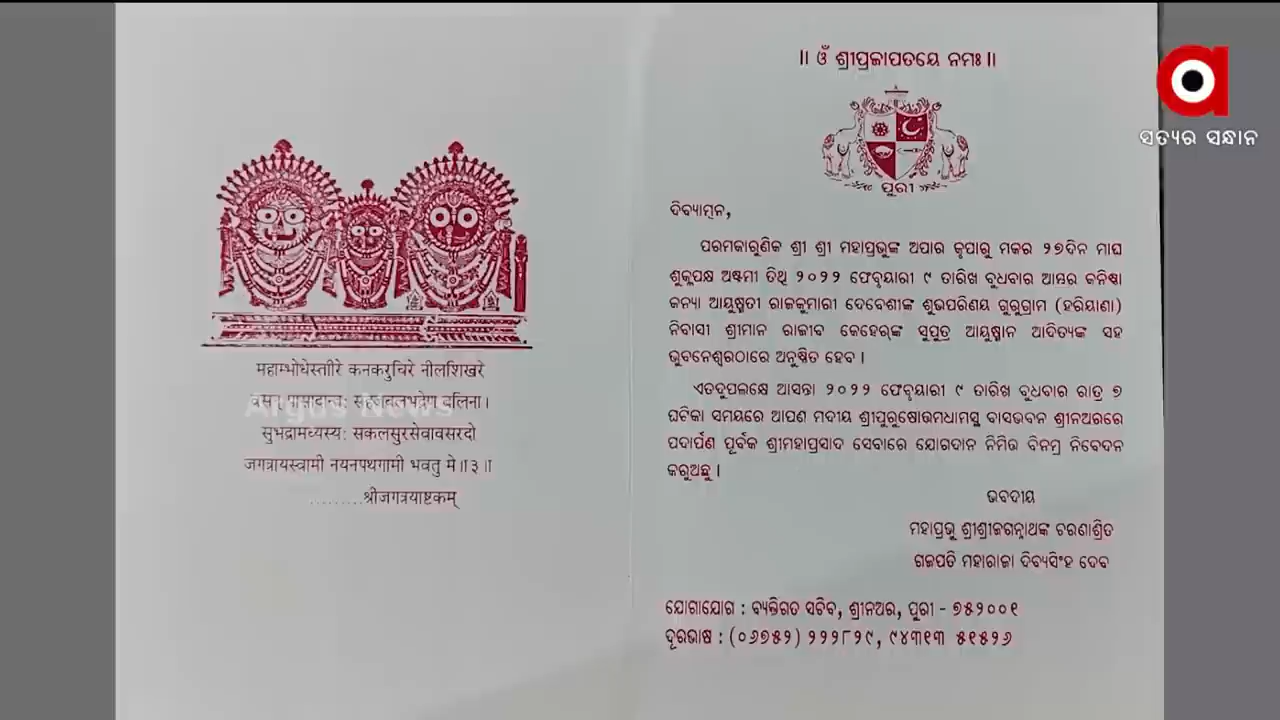 महाम्भोधेस्तीरे कनकरुचिरे नीलशिखरे
सहजवलभद्रेण वलिना।
सुभद्रामध्यस्थः सकलसुरसेवावसरदो
जगन्नाथस्वामी नयनपथगामी भवतु मे॥३॥
.........श्रीजगन्नाथाष्टकम्
Argus News
॥ ଓଁ ଶ୍ରୀପ୍ରଜାପତୟେ ନମଃ॥
ପୁରୀ
ଦିବ୍ୟାତ୍ମନ,
ପରମକାରୁଣିକ ଶ୍ରୀ ଶ୍ରୀ ମହାପ୍ରଭୁଙ୍କ ଅପାର କୃପାରୁ ମକର ୨୭ଦିନ ମାଘ
ଶୁକ୍ଳପକ୍ଷ ଅଷ୍ଟମୀ ତିଥି ୨୦୨୨ ଫେବୃୟାରୀ ୯ ତାରିଖ ବୁଧବାର ଆମ୍ଭର କନିଷ୍ଠା
କନ୍ୟା ଆୟୁଷ୍ମତୀ ରାଜକୁମାରୀ ଦେବେଶୀଙ୍କ ଶୁଭପରିଣୟ ଗୁରୁଗ୍ରାମ (ହରିୟାଣା)
ନିବାସୀ ଶ୍ରୀମାନ ରାଜୀବ କେହେର୍‌ଙ୍କ ସୁପୁତ୍ର ଆୟୁଷ୍ମାନ ଆଦିତ୍ୟଙ୍କ ସହ
ଭୁବନେଶ୍ୱରଠାରେ ଅନୁଷ୍ଠିତ ହେବ।
ଏତଦୁପଲକ୍ଷେ ଆସନ୍ତା ୨୦୨୨ ଫେବୃୟାରୀ ୯ ତାରିଖ ବୁଧବାର ରାତ୍ର ୭
ଘଟିକା ସମୟରେ ଆପଣ ମଦୀୟ ଶ୍ରୀପୁରୁଷୋତ୍ତମଧାମସ୍ଥ ବାସଭବନ ଶ୍ରୀନଅରରେ
ପଦାର୍ପଣ ପୂର୍ବକ ଶ୍ରୀମହାପ୍ରସାଦ ସେବାରେ ଯୋଗଦାନ ନିମିତ୍ତ ବିନମ୍ର ନିବେଦନ
କରୁଅଛୁ।
ଭବଦୀୟ
ମହାପ୍ରଭୁ ଶ୍ରୀଶ୍ରୀଜଗନ୍ନାଥଙ୍କ ଚରଣାଶ୍ରିତ
ଗଜପତି ମହାରାଜା ଦିବ୍ୟସିଂହ ଦେବ
ଯୋଗାଯୋଗ : ବ୍ୟକ୍ତିଗତ ସଚିବ, ଶ୍ରୀନଅର, ପୁରୀ - ୭୫୨୦୦୧
ଦୂରଭାଷ : (୦୬୭୫୨) ୨୨୨୮୨୯, ୯୪୩୧୩ ୫୧୫୨୬
a
ସତ୍ୟର ସନ୍ଧାନ